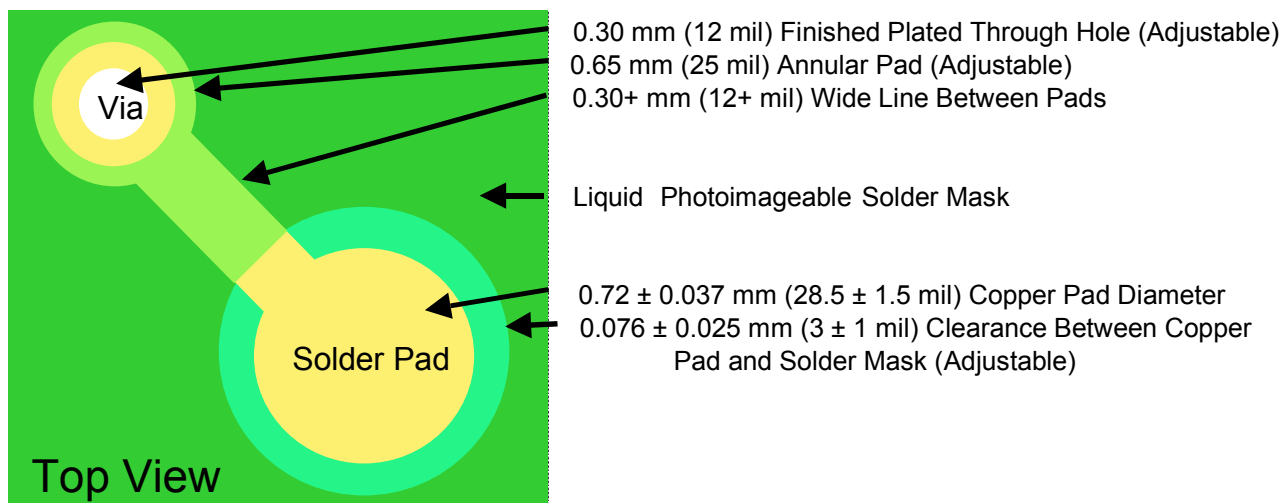 Via
0.30 mm (12 mil) Finished Plated Through Hole (Adjustable)
0.65 mm (25 mil) Annular Pad (Adjustable)
0.30+ mm (12+ mil) Wide Line Between Pads
Liquid Photoimageable Solder Mask
0.72 ± 0.037 mm (28.5 ± 1.5 mil) Copper Pad Diameter
0.076 ± 0.025 mm (3 ± 1 mil) Clearance Between Copper
Pad and Solder Mask (Adjustable)
Solder Pad
Top View